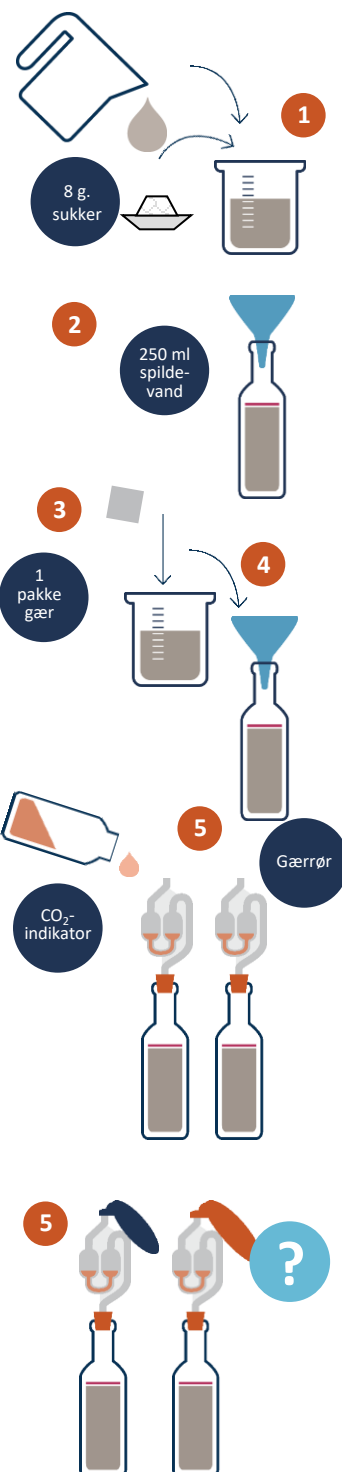 1
8 g.
sukker
2
250 ml
spilde-
vand
3
1
pakke
gær
4
5
Gærrør
CO₂-
indikator
5
?